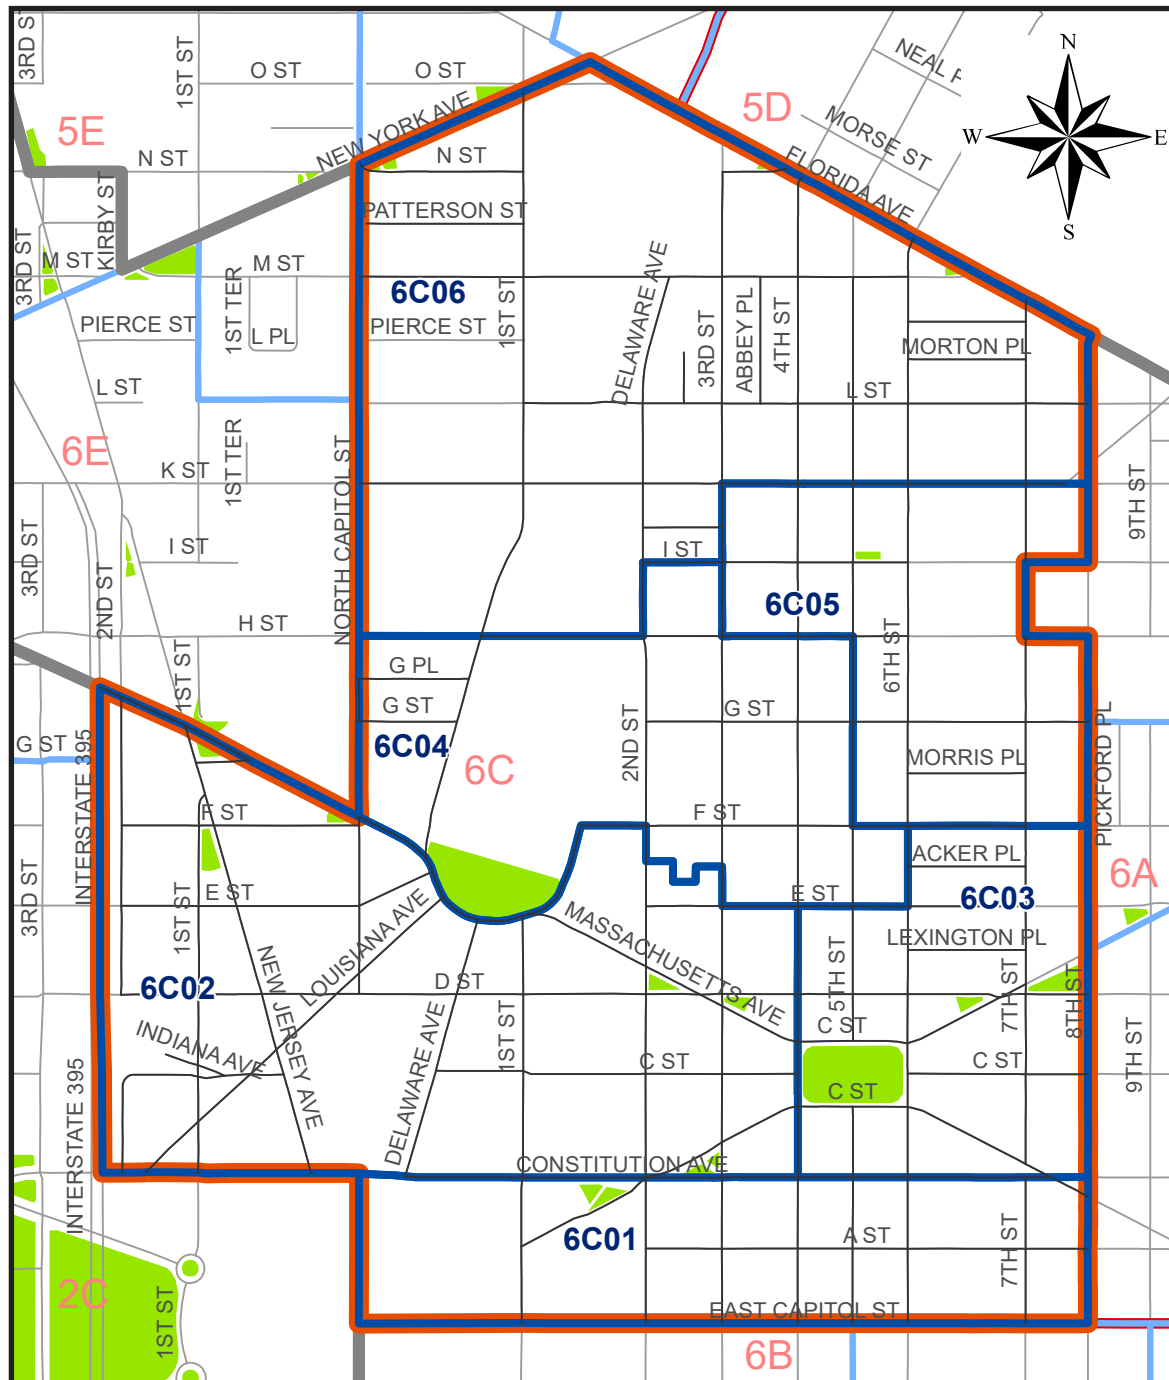 3RD ST
1ST ST
O ST
O ST
NEAL
N
W
E
S
5E
5D
NEW YORK AVE
MORSE ST
N ST
N ST
FLORIDA AVE
KIRBY ST
PATTERSON ST
3RD ST
M ST
M ST
1ST TER
6C06
1ST ST
DELAWARE AVE
3RD ST
ABBEY PL
4TH ST
PIERCE ST
L PL
PIERCE ST
MORTON PL
L ST
L ST
6E
1ST TER
K ST
NORTH CAPITOL ST
9TH ST
3RD ST
I ST
I ST
2ND ST
6C05
H ST
6TH ST
1ST ST
G PL
G ST
G ST
2ND ST
PICKFORD PL
G ST
INTERSTATE 395
6C04
6C
MORRIS PL
F ST
F ST
ACKER PL
6A
3RD ST
1ST ST
E ST
E ST
6C03
LOUISIANA AVE
MASSACHUSETTS AVE
LEXINGTON PL
NEW JERSEY AVE
6C02
D ST
5TH ST
7TH ST
8TH ST
INDIANA AVE
DELAWARE AVE
1ST ST
C ST
C ST
C ST
C ST
9TH ST
INTERSTATE 395
CONSTITUTION AVE
6C01
A ST
7TH ST
2C
1ST ST
EAST CAPITOL ST
6B